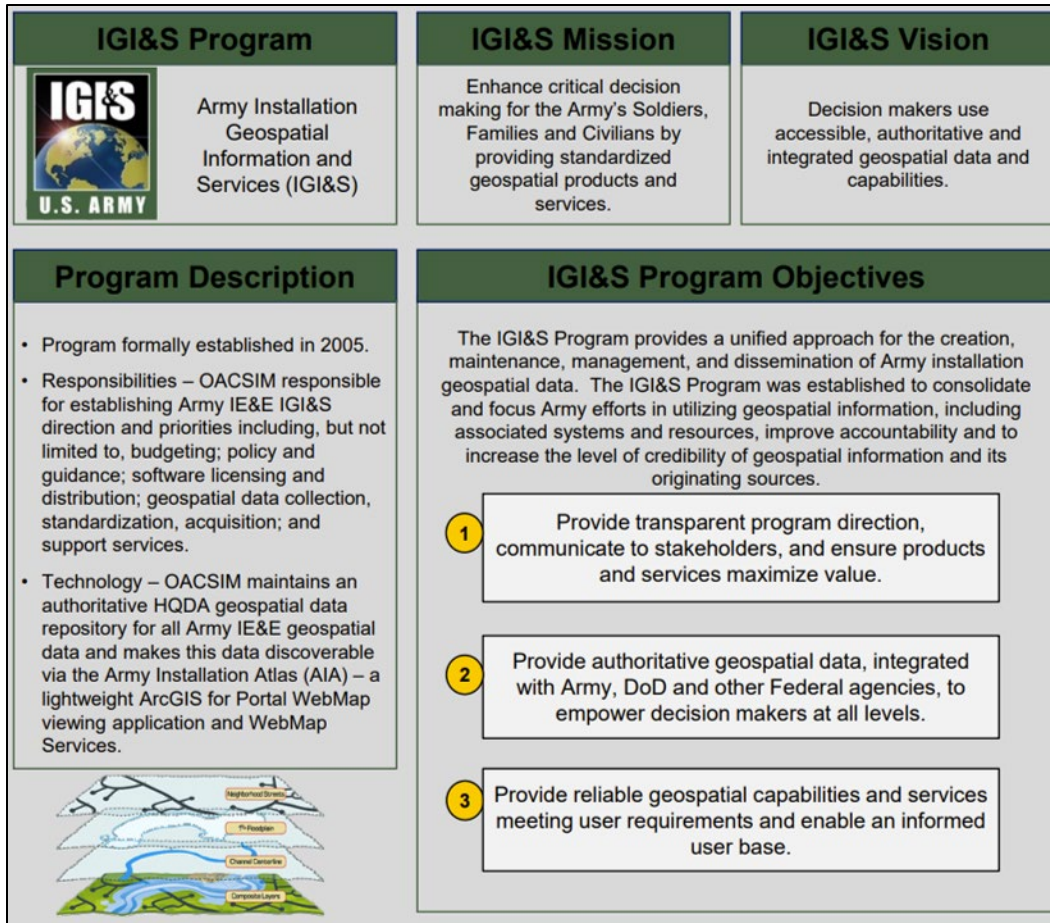 IGI&S Program
IGI&S
U.S. ARMY
Army Installation
Geospatial
Information and
Services (IGI&S)
IGI&S Mission
Enhance critical decision
making for the Army's Soldiers,
Families and Civilians by
providing standardized
geospatial products and
services.
IGI&S Vision
Decision makers use
accessible, authoritative and
integrated geospatial data and
capabilities.
Program Description
• Program formally established in 2005.
• Responsibilities – OACSIM responsible
for establishing Army IE&E IGI&S
direction and priorities including, but not
limited to, budgeting; policy and
guidance; software licensing and
distribution; geospatial data collection,
standardization, acquisition; and
support services.
• Technology – OACSIM maintains an
authoritative HQDA geospatial data
repository for all Army IE&E geospatial
data and makes this data discoverable
via the Army Installation Atlas (AIA) – a
lightweight ArcGIS for Portal WebMap
viewing application and WebMap
Services.
Neighborhood Streets
Floodplain
Channel Centerline
Composite Layers
IGI&S Program Objectives
The IGI&S Program provides a unified approach for the creation,
maintenance, management, and dissemination of Army installation
geospatial data. The IGI&S Program was established to consolidate
and focus Army efforts in utilizing geospatial information, including
associated systems and resources, improve accountability and to
increase the level of credibility of geospatial information and its
originating sources.
1
Provide transparent program direction,
communicate to stakeholders, and ensure products
and services maximize value.
2
Provide authoritative geospatial data, integrated
with Army, DoD and other Federal agencies, to
empower decision makers at all levels.
3
Provide reliable geospatial capabilities and services
meeting user requirements and enable an informed
user base.